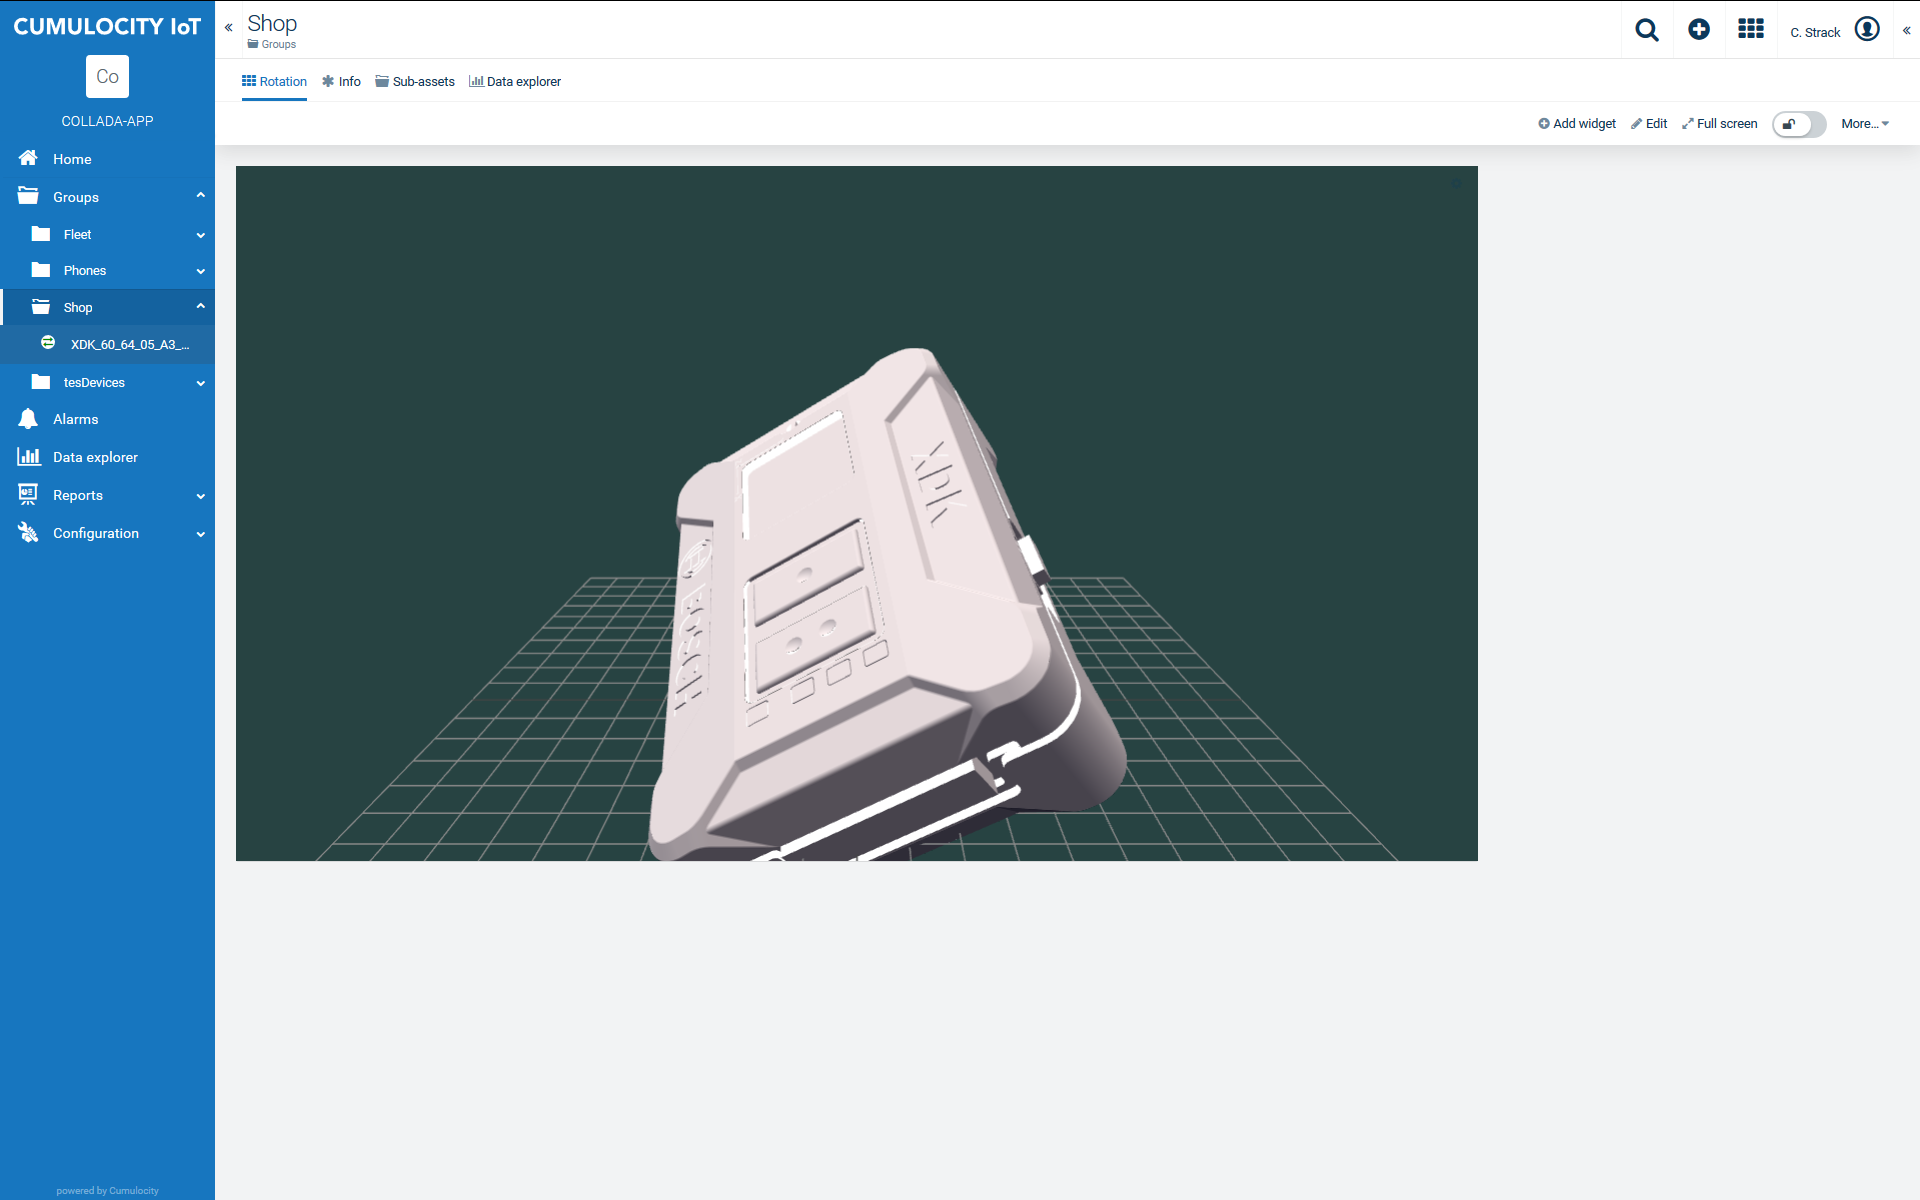 CUMULOCITY IoT
Co
COLLADA-APP
Home
Groups
Fleet
Phones
Shop
XDK_60_64_05_A3_...
tesDevices
Alarms
Data explorer
Reports
Configuration
powered by Cumulocity
Shop
Groups
C. Strack
Rotation
Info
Sub-assets
Data explorer
Add widget
Edit
Full screen
More...
XDK
BOSCH